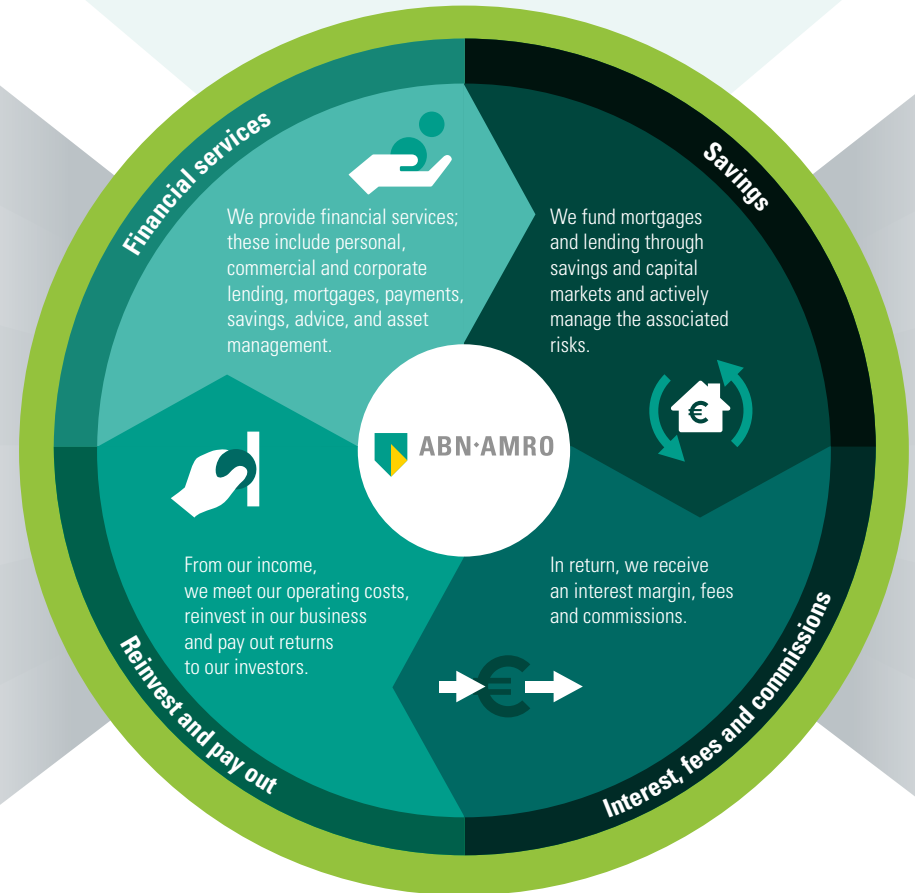 Financial services
We provide financial services;
these include personal,
commercial and corporate
lending, mortgages, payments,
savings, advice, and asset
management.
Savings
We fund mortgages
and lending through
savings and capital
markets and actively
manage the associated
risks.
€
ABN·AMRO
From our income,
we meet our operating costs,
reinvest in our business
and pay out returns
to our investors.
Reinvest and pay out
In return, we receive
an interest margin, fees
and commissions.
€
Interest, fees and commissions